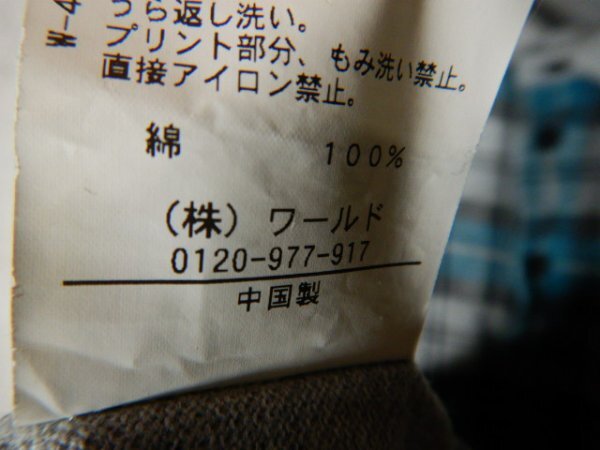 うら返し洗い。
プリント部分、もみ洗い禁止。
直接アイロン禁止。
綿 100%
(株) ワールド
0120-977-917
中国製